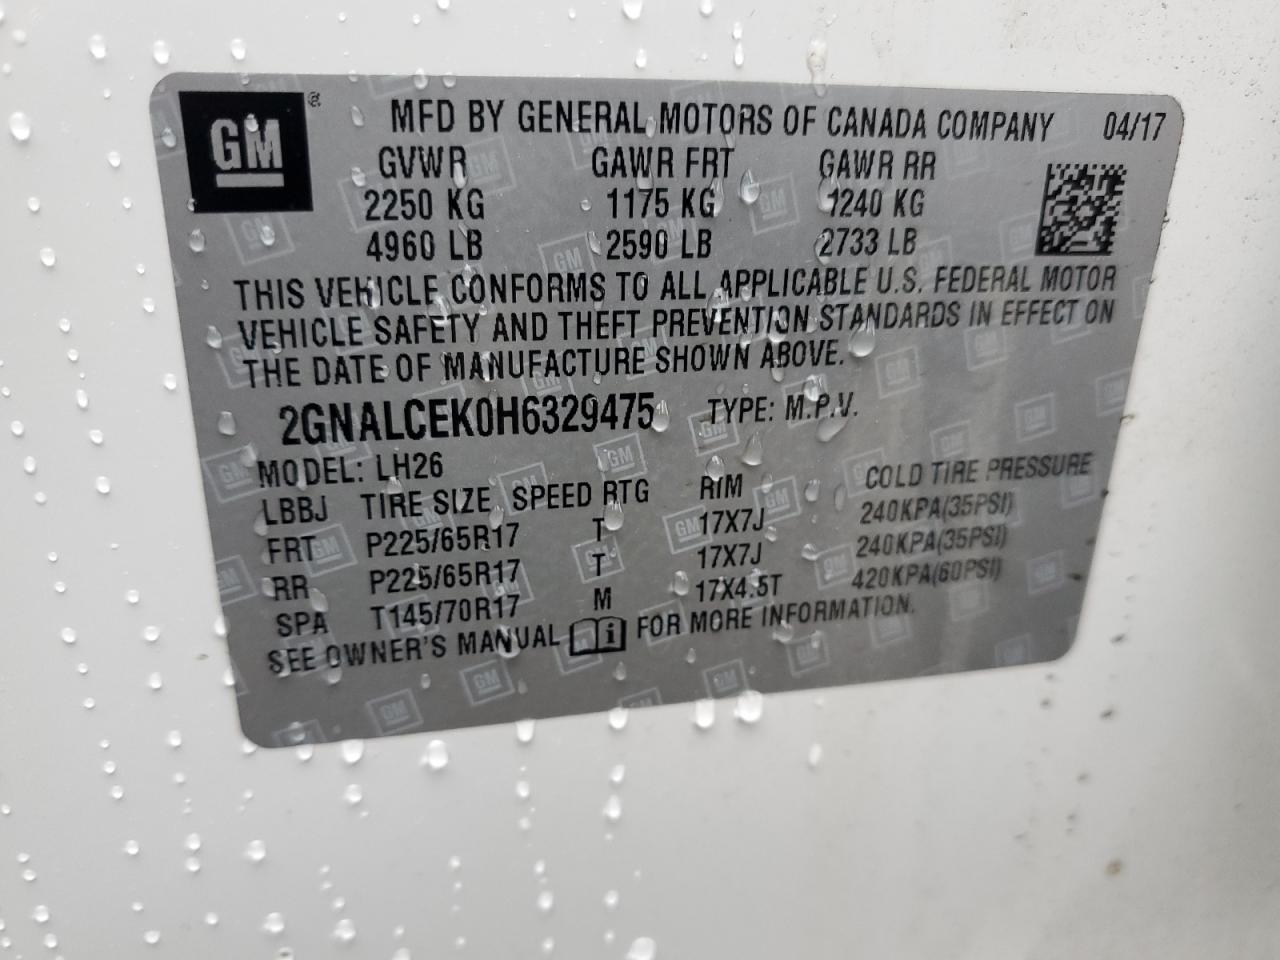 GM ® MFD BY GENERAL MOTORS OF CANADA COMPANY 04/17
GVWR GAWR FRT GAWR RR
2250 KG 1175 KG 1240 KG
4960 LB 2590 LB 2733 LB
THIS VEHICLE CONFORMS TO ALL APPLICABLE U.S. FEDERAL MOTOR
VEHICLE SAFETY AND THEFT PREVENTION STANDARDS IN EFFECT ON
THE DATE OF MANUFACTURE SHOWN ABOVE.
2GNALCEK0H6329475 TYPE: M.P.V.
MODEL: LH26
LBBJ TIRE SIZE SPEED RTG RIM COLD TIRE PRESSURE
FRT P225/65R17 T 17X7J 240KPA(35PSI)
RR P225/65R17 T 17X7J 240KPA(35PSI)
SPA T145/70R17 M 17X4.5T 420KPA(60PSI)
SEE OWNER'S MANUAL i FOR MORE INFORMATION.